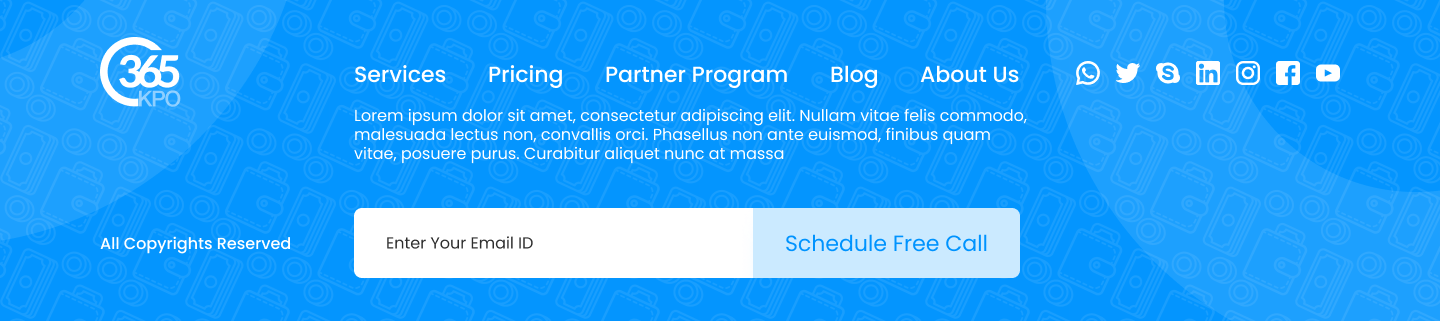 365
KPO
Services Pricing Partner Program Blog About Us
Lorem ipsum dolor sit amet, consectetur adipiscing elit. Nullam vitae felis commodo,
malesuada lectus non, convallis orci. Phasellus non ante euismod, finibus quam
vitae, posuere purus. Curabitur aliquet nunc at massa
All Copyrights Reserved
Enter Your Email ID
Schedule Free Call